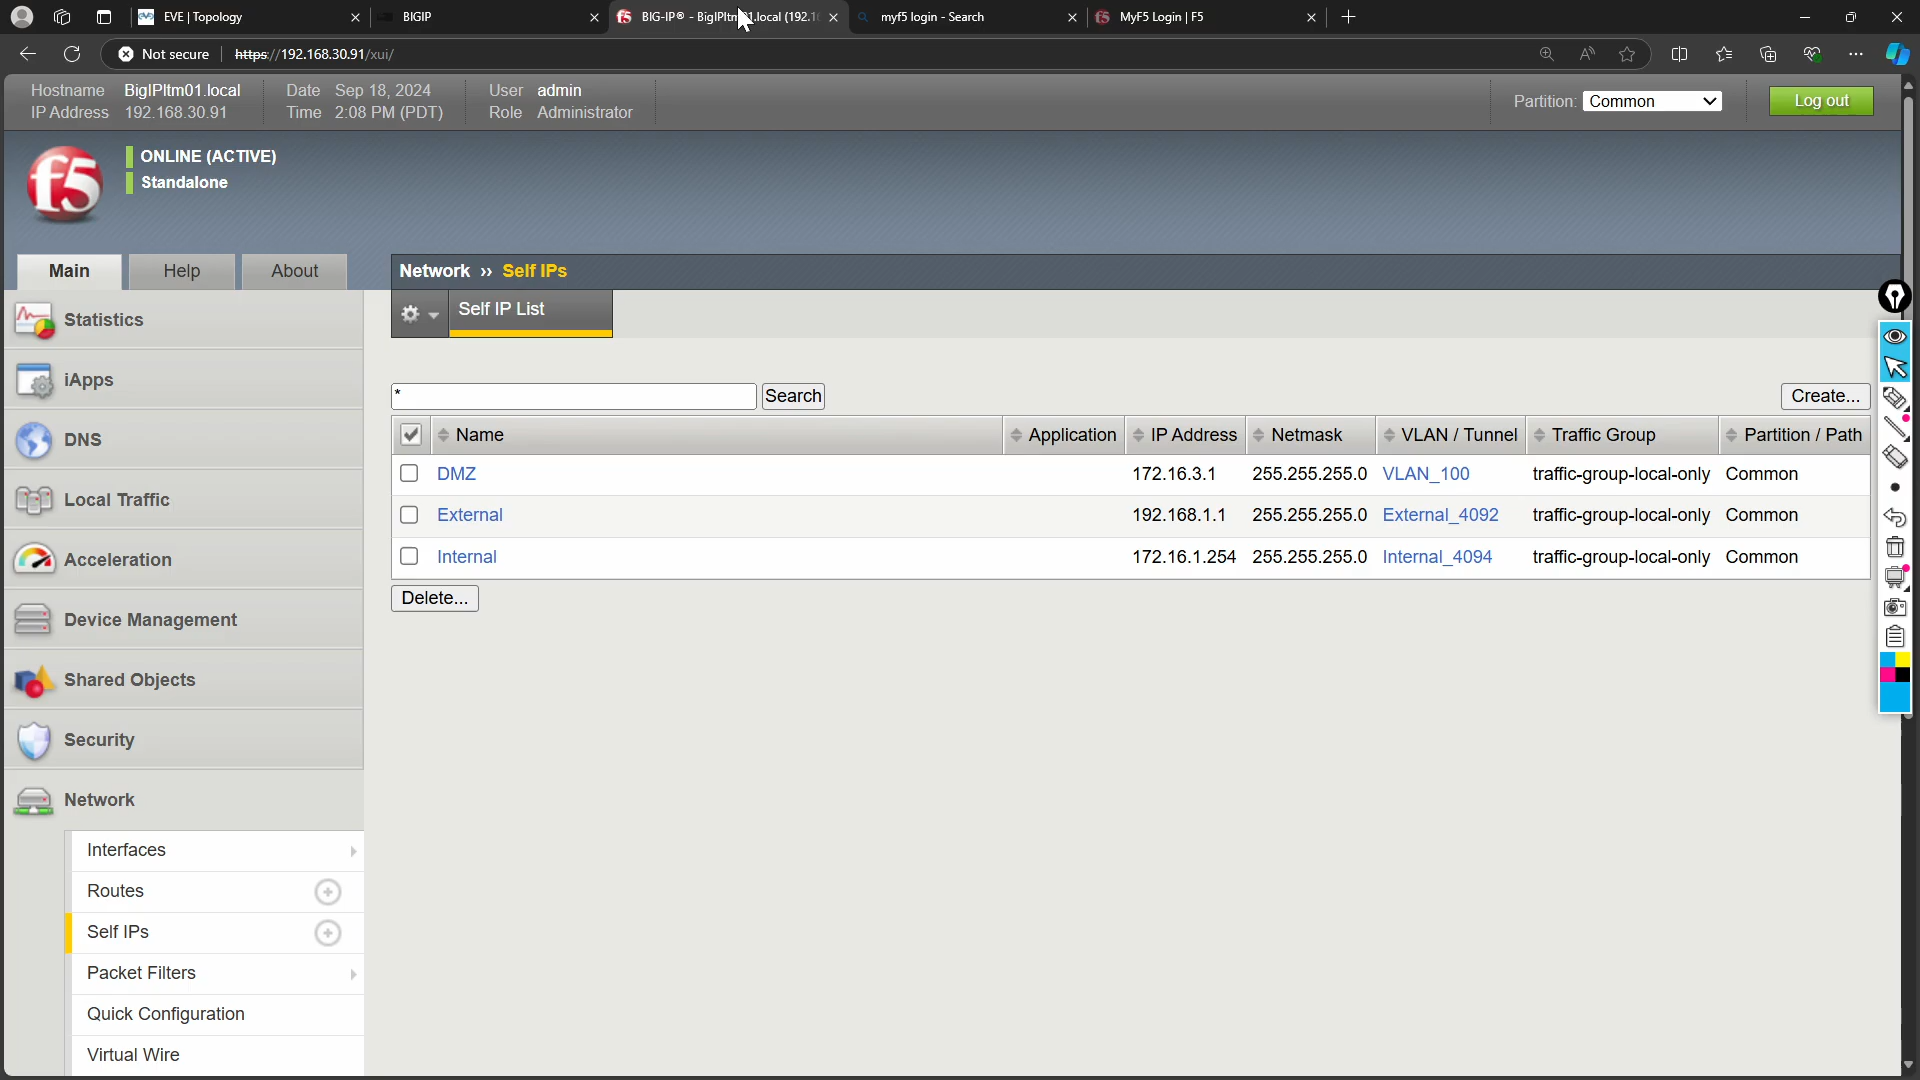 EVE | Topology
BIGIP
BIG-IP® - BigIPltm01.local (192.16
myf5 login - Search
MyF5 Login | F5
Not secure
https://192.168.30.91/xui/
Hostname BigIPltm01.local
IP Address 192.168.30.91
Date Sep 18, 2024
Time 2:08 PM (PDT)
User admin
Role Administrator
Partition: Common
Log out
f5
ONLINE (ACTIVE)
Standalone
Main
Help
About
Network ›› Self IPs
Self IP List
Statistics
iApps
DNS
Local Traffic
Acceleration
Device Management
Shared Objects
Security
Network
Interfaces
Routes
Self IPs
Packet Filters
Quick Configuration
Virtual Wire
*
Search
Create...
Name Application IP Address Netmask VLAN / Tunnel Traffic Group Partition / Path
DMZ 172.16.3.1 255.255.255.0 VLAN_100 traffic-group-local-only Common
External 192.168.1.1 255.255.255.0 External_4092 traffic-group-local-only Common
Internal 172.16.1.254 255.255.255.0 Internal_4094 traffic-group-local-only Common
Delete...